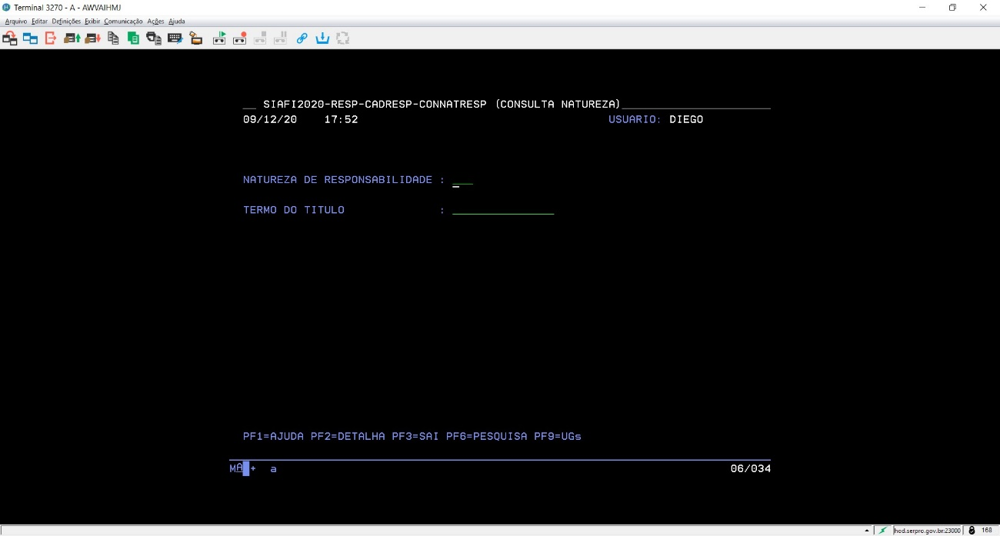 Terminal 3270 - A - AWVAIHMJ
Arquivo Editar Definições Exibir Comunicação Ações Ajuda
__ SIAFI2020-RESP-CADRESP-CONNATRESP (CONSULTA NATUREZA)______________________
09/12/20 17:52 USUARIO: DIEGO
NATUREZA DE RESPONSABILIDADE : ___
TERMO DO TITULO : _______________
PF1=AJUDA PF2=DETALHA PF3=SAI PF6=PESQUISA PF9=UGs
MA + a 06/034
hod.serpro.gov.br:23000 168